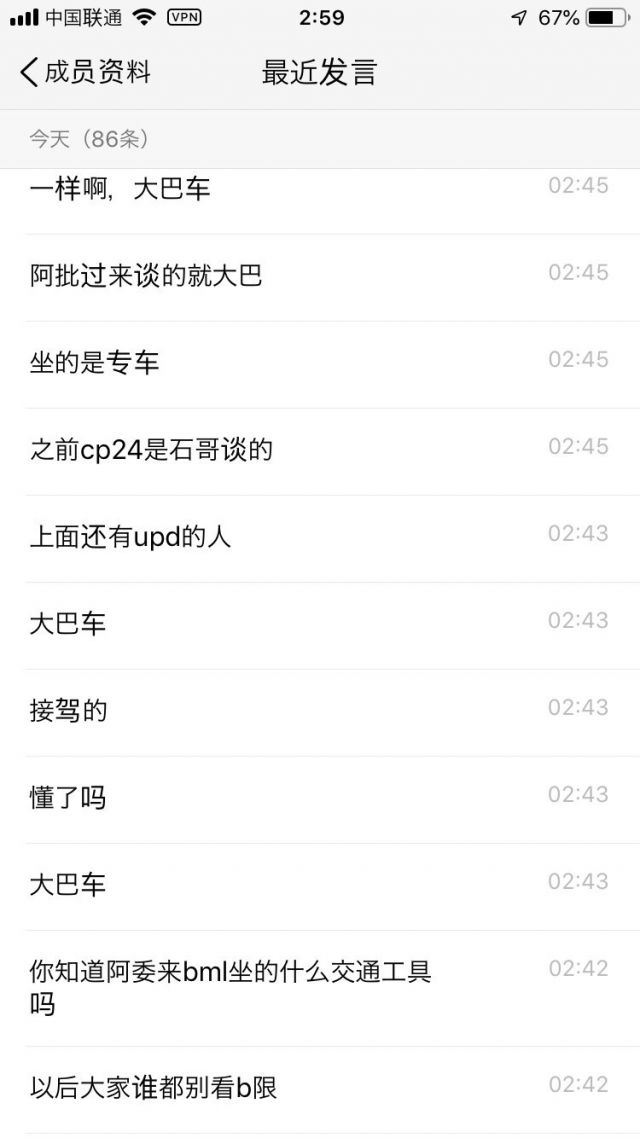 中国联通 VPN 2:59 67%
成员资料 最近发言
今天（86条）
一样啊，大巴车 02:45
阿批过来谈的就大巴 02:45
坐的是专车 02:45
之前cp24是石哥谈的 02:45
上面还有upd的人 02:43
大巴车 02:43
接驾的 02:43
懂了吗 02:43
大巴车 02:43
你知道阿委来bml坐的什么交通工具 02:42
吗
以后大家谁都别看b限 02:42